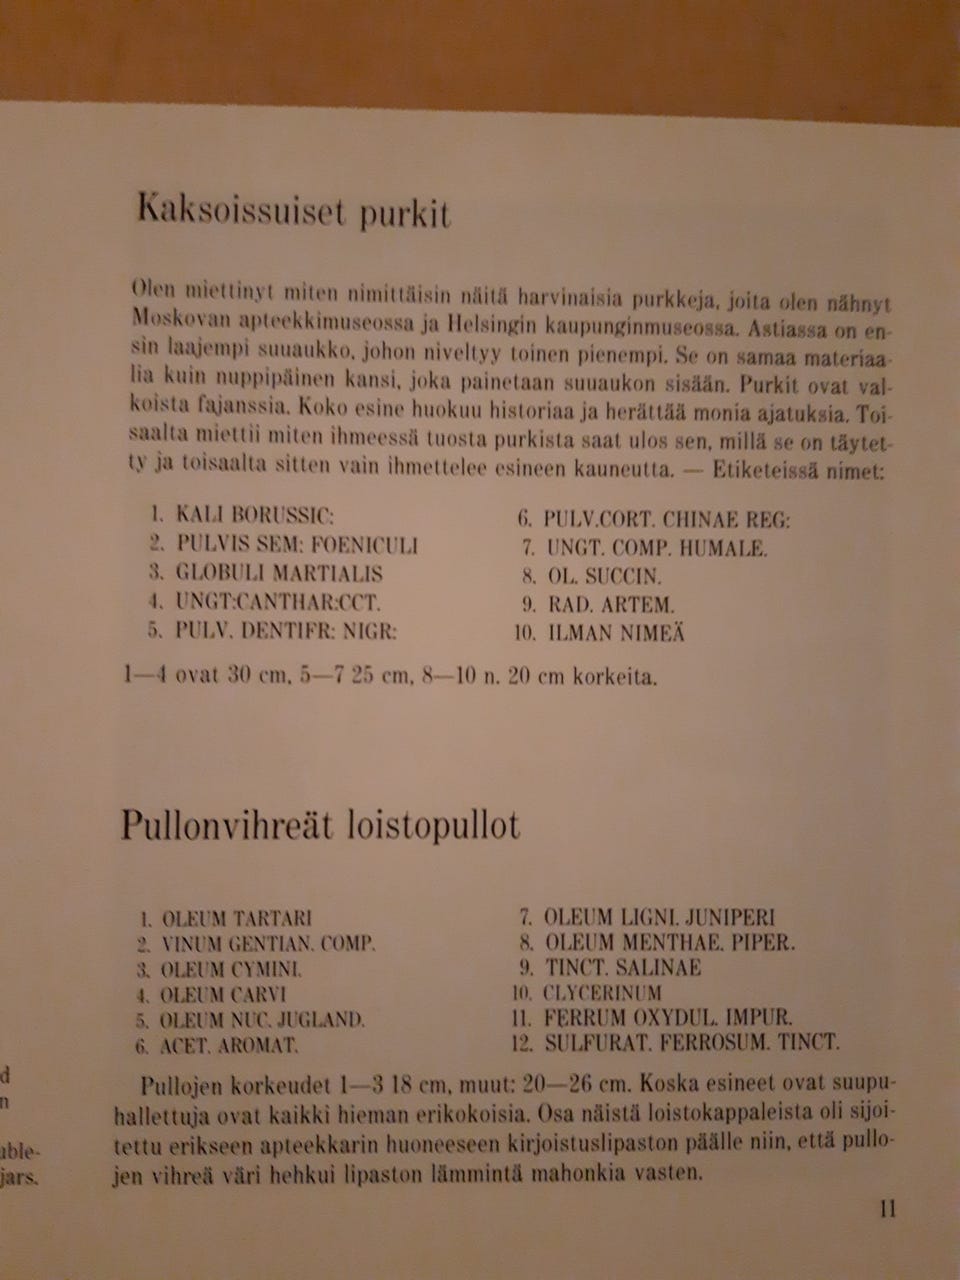 Kaksoissuiset purkit
Olen miettinyt miten nimittäisin näitä harvinaisia purkkeja, joita olen nähnyt
Moskovan apteekkimuseossa ja Helsingin kaupunginmuseossa. Astiassa on en-
sin laajempi suuaukko, johon niveltyy toinen pienempi. Se on samaa materiaa-
lia kuin nuppipäinen kansi, joka painetaan suuaukon sisään. Purkit ovat val-
koista fajanssia. Koko esine huokuu historiaa ja herättää monia ajatuksia. Toi-
saalta miettii miten ihmeessä tuosta purkista saat ulos sen, millä se on täytet-
ty ja toisaalta sitten vain ihmettelee esineen kauneutta. — Etiketeissä nimet:
1. KALI BORUSSIC:
2. PULVIS SEM: FOENICULI
3. GLOBULI MARTIALIS
4. UNGT:CANTHAR:CCT.
5. PULV. DENTIFR: NIGR:
6. PULV.CORT. CHINAE REG:
7. UNGT. COMP. HUMALE.
8. OL. SUCCIN.
9. RAD. ARTEM.
10. ILMAN NIMEÄ
1—4 ovat 30 cm, 5—7 25 cm, 8—10 n. 20 cm korkeita.
Pullonvihreät loistopullot
1. OLEUM TARTARI
2. VINUM GENTIAN. COMP.
3. OLEUM CYMINI.
4. OLEUM CARVI
5. OLEUM NUC. JUGLAND.
6. ACET. AROMAT.
7. OLEUM LIGNI. JUNIPERI
8. OLEUM MENTHAE. PIPER.
9. TINCT. SALINAE
10. CLYCERINUM
11. FERRUM OXYDUL. IMPUR.
12. SULFURAT. FERROSUM. TINCT.
Pullojen korkeudet 1—3 18 cm, muut: 20—26 cm. Koska esineet ovat suupu-
hallettuja ovat kaikki hieman erikokoisia. Osa näistä loistokappaleista oli sijoi-
tettu erikseen apteekkarin huoneeseen kirjoistuslipaston päälle niin, että pullo-
jen vihreä väri hehkui lipaston lämmintä mahonkia vasten.
jars.
11